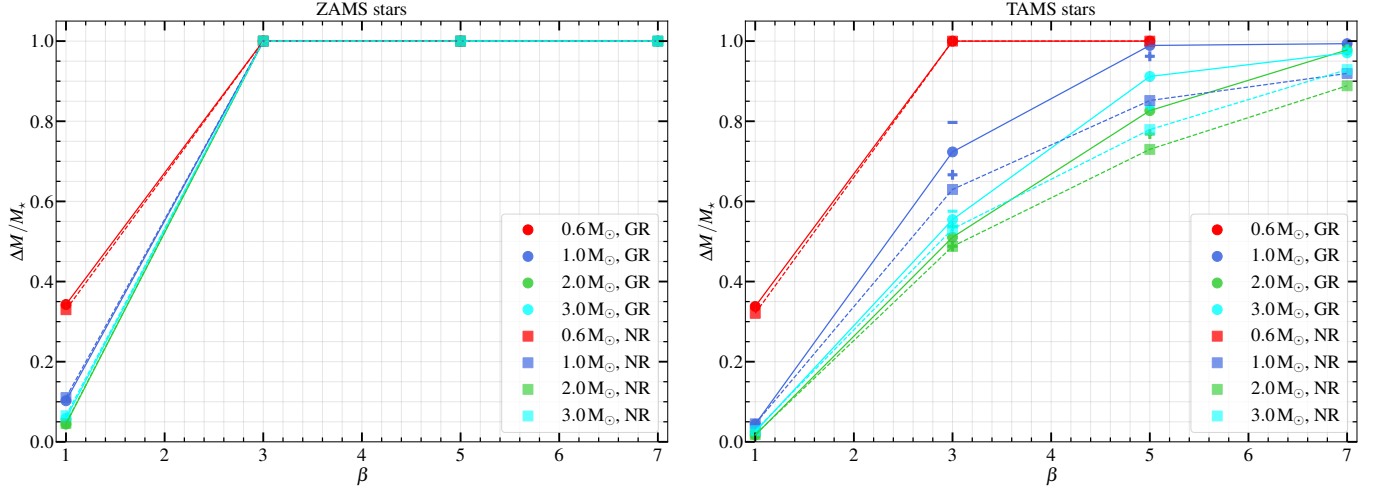 ZAMS stars
1.0
0.8
0.6
0.4
0.2
0.0
ΔM/M⋆
1 2 3 4 5 6 7
β
0.6 M⊙, GR
1.0 M⊙, GR
2.0 M⊙, GR
3.0 M⊙, GR
0.6 M⊙, NR
1.0 M⊙, NR
2.0 M⊙, NR
3.0 M⊙, NR
TAMS stars
1.0
0.8
0.6
0.4
0.2
0.0
ΔM/M⋆
1 2 3 4 5 6 7
β
0.6 M⊙, GR
1.0 M⊙, GR
2.0 M⊙, GR
3.0 M⊙, GR
0.6 M⊙, NR
1.0 M⊙, NR
2.0 M⊙, NR
3.0 M⊙, NR